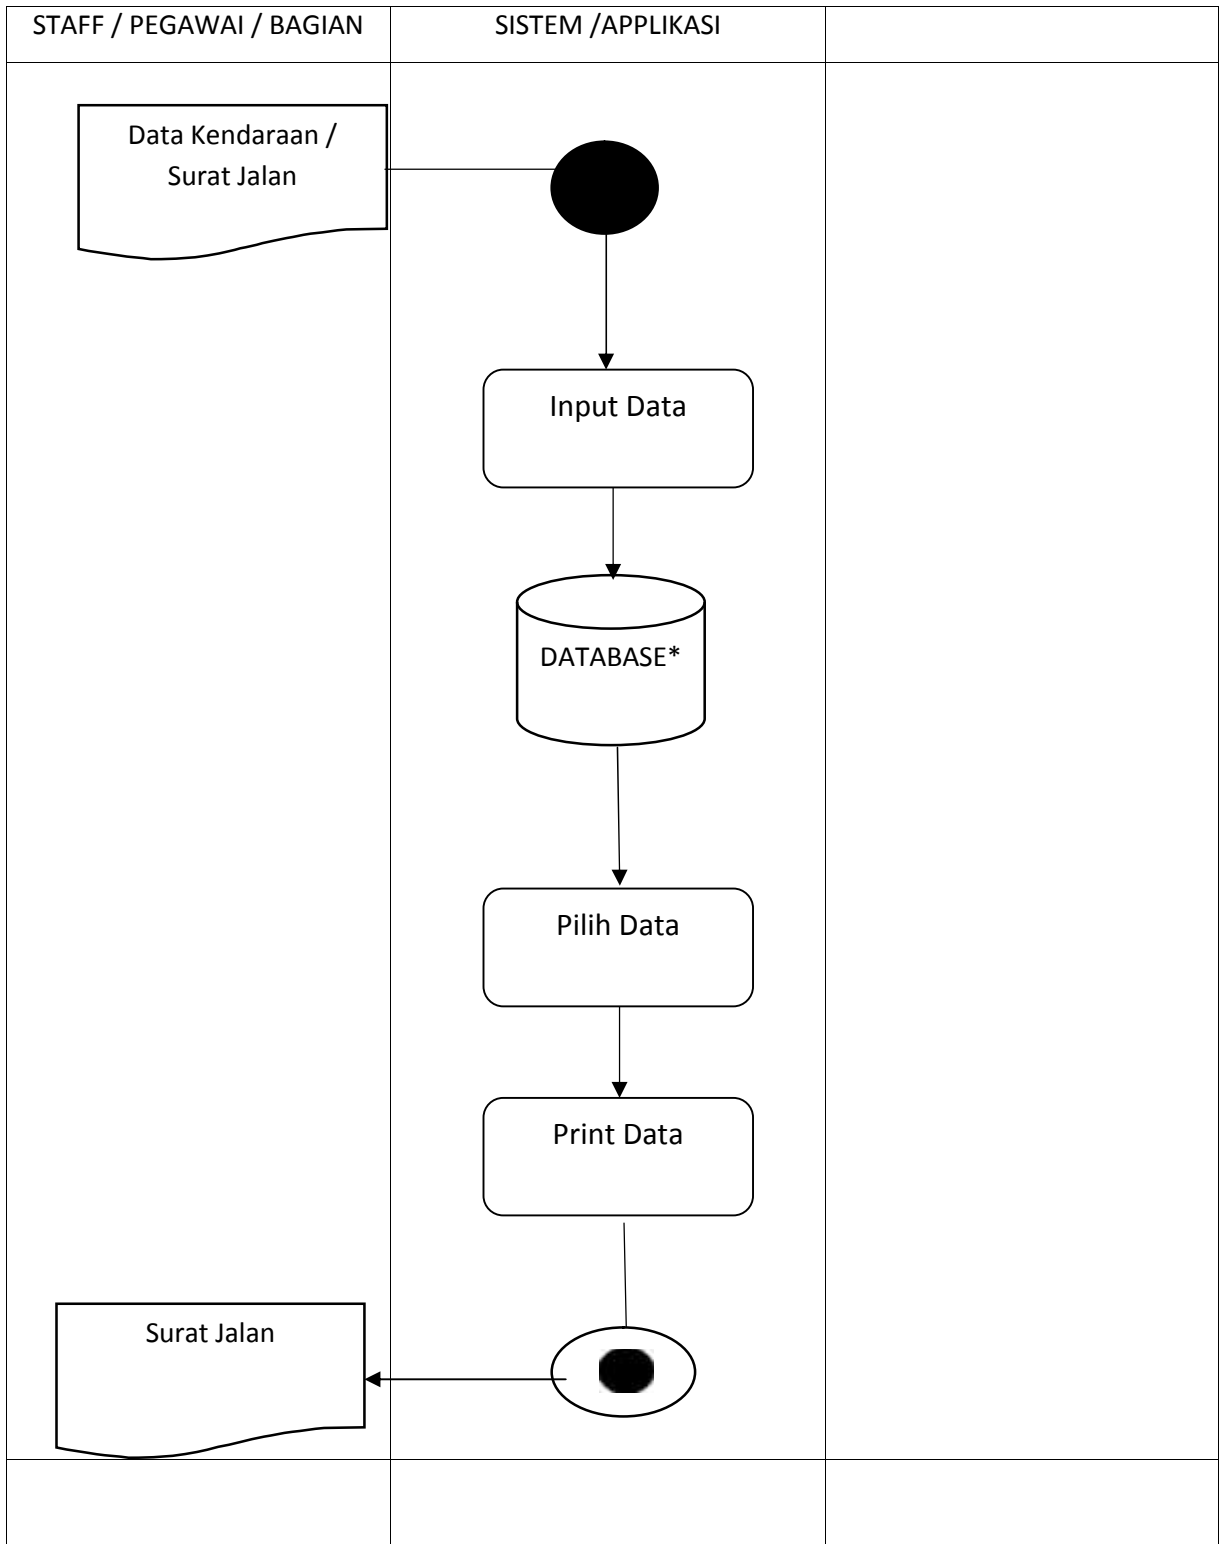 STAFF / PEGAWAI / BAGIAN
SISTEM /APPLIKASI
Data Kendaraan /
Surat Jalan
Input Data
DATABASE*
Pilih Data
Print Data
Surat Jalan